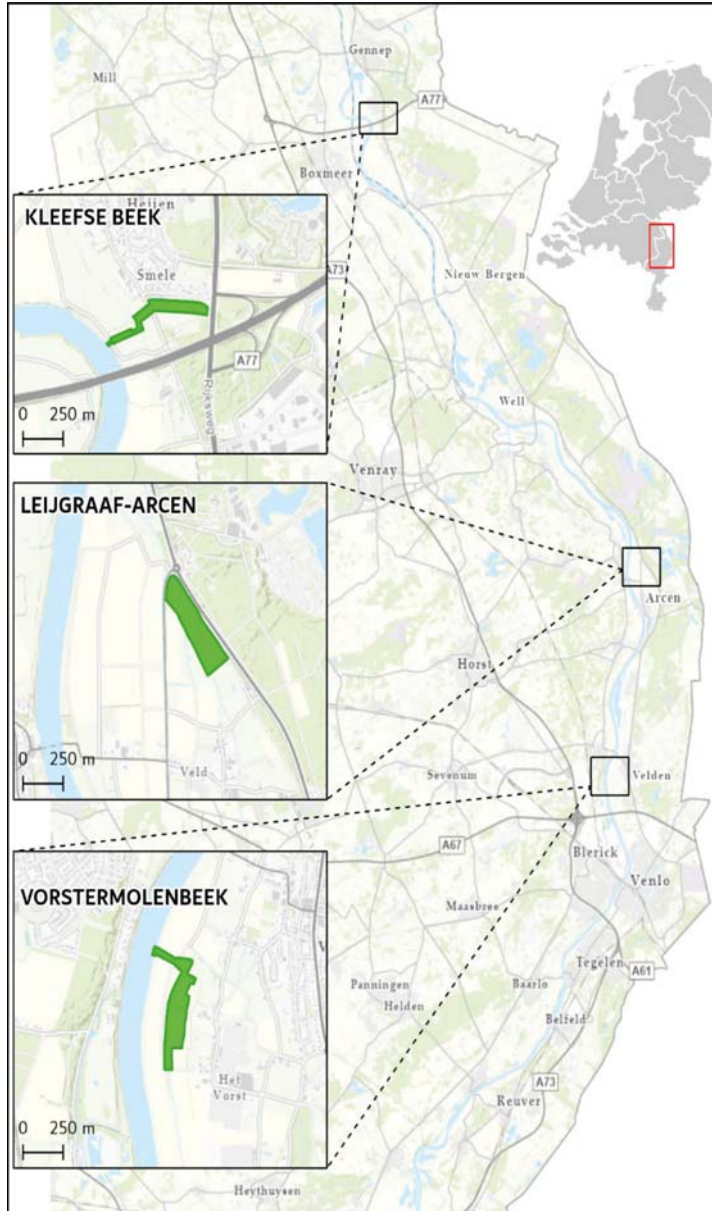 Gennep
Mill
A77
Boxmeer
KLEEFSE BEEK
Heijen
Smele
A73
A77
Rijksweg
0 250 m
Nieuw Bergen
Well
Venray
LEIJGRAAF-ARCEN
Arcen
Horst
0 250 m
Veld
Sevenum
Velden
A67
Blerick
VORSTERMOLENBEEK
Venlo
Maasbree
Tegelen
A61
Panningen
Baarlo
Helden
Belfeld
Het
Vorst
A73
Reuver
0 250 m
Heythuysen